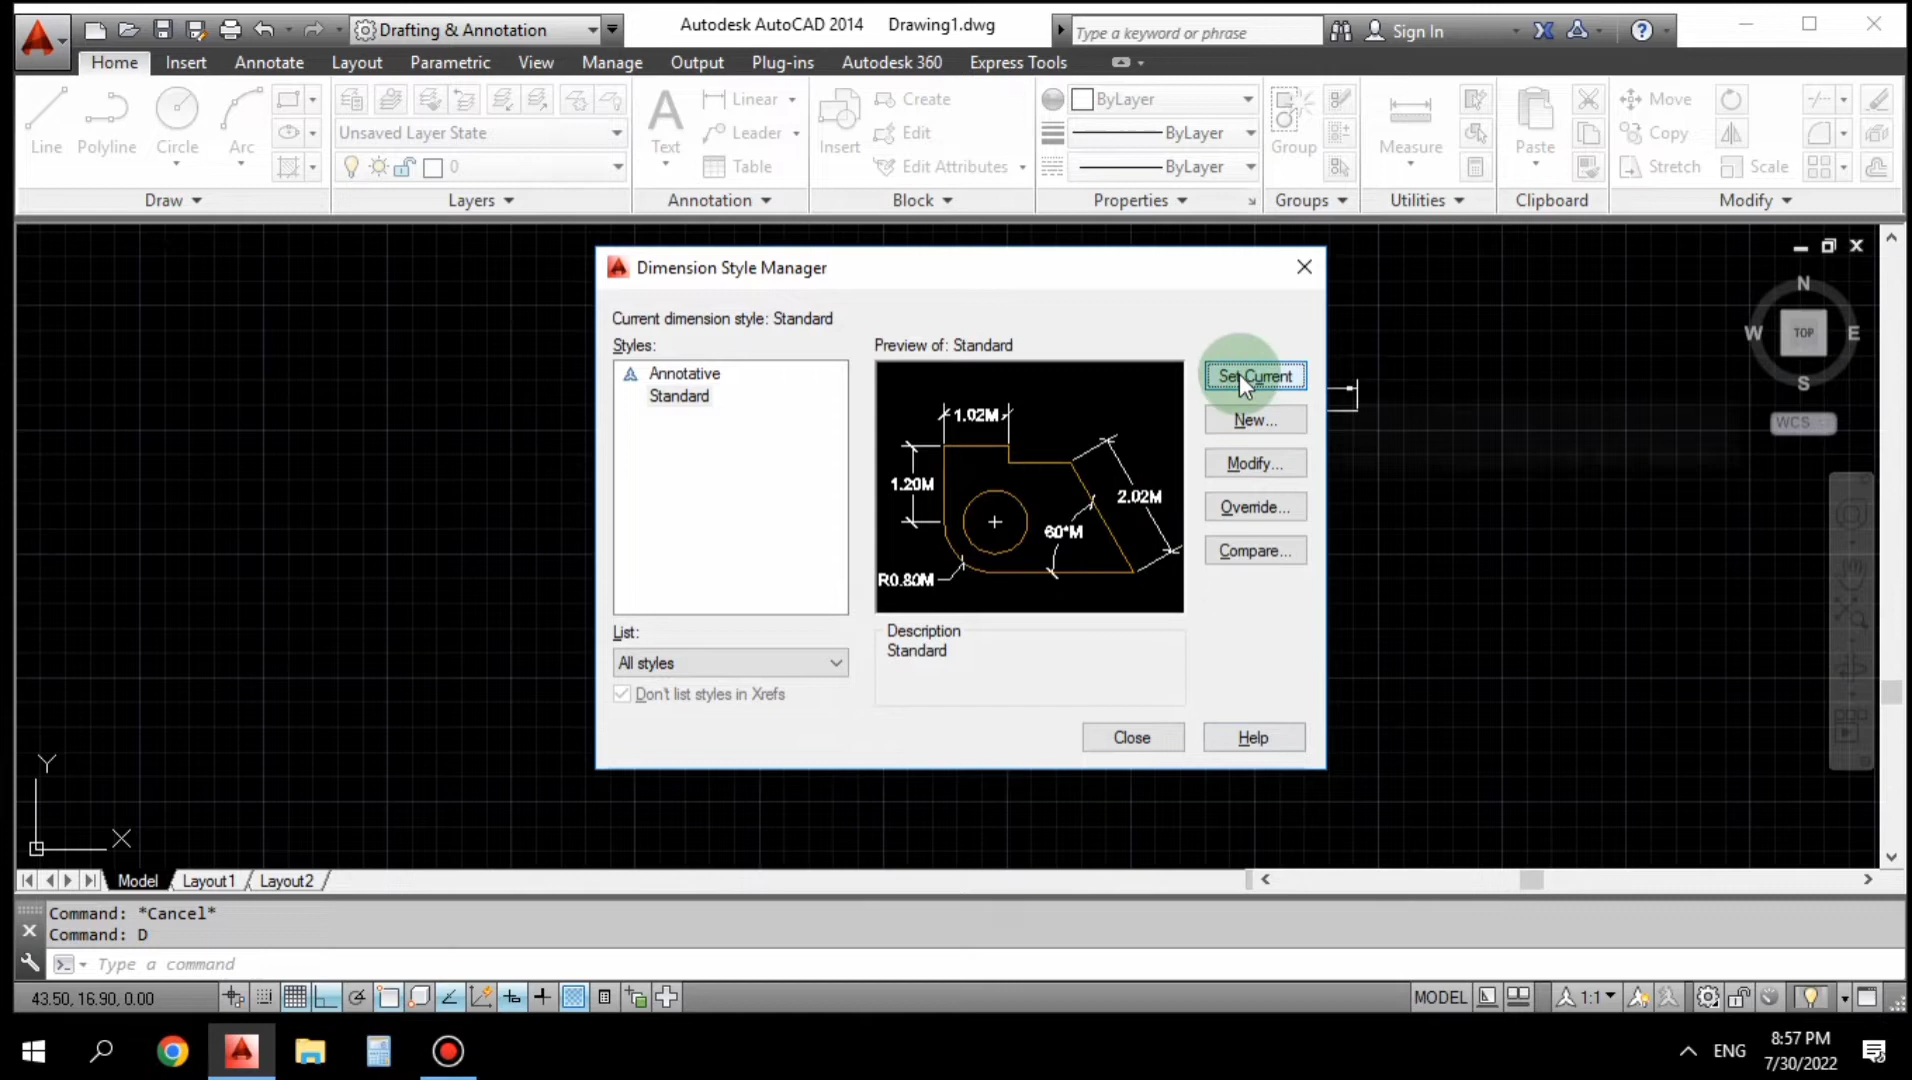 Drafting & Annotation
Autodesk AutoCAD 2014 Drawing1.dwg
Type a keyword or phrase
Sign In
Home Insert Annotate Layout Parametric View Manage Output Plug-ins Autodesk 360 Express Tools
Line Polyline Circle Arc
Unsaved Layer State
0
Text
Linear
Leader
Table
Insert
Create
Edit
Edit Attributes
ByLayer
ByLayer
ByLayer
Group
Measure
Paste
Move
Copy
Stretch
Scale
Draw Layers Annotation Block Properties Groups Utilities Clipboard Modify
Dimension Style Manager
Current dimension style: Standard
Styles:
Annotative
Standard
Preview of: Standard
1.02M
1.20M
2.02M
60°M
R0.80M
Set Current
New...
Modify...
Override...
Compare...
List:
All styles
Don't list styles in Xrefs
Description
Standard
Close
Help
N
W TOP E
S
WCS
Y
X
Model Layout1 Layout2
Command: *Cancel*
Command: D
Type a command
43.50, 16.90, 0.00
MODEL
1:1
ENG
8:57 PM
7/30/2022